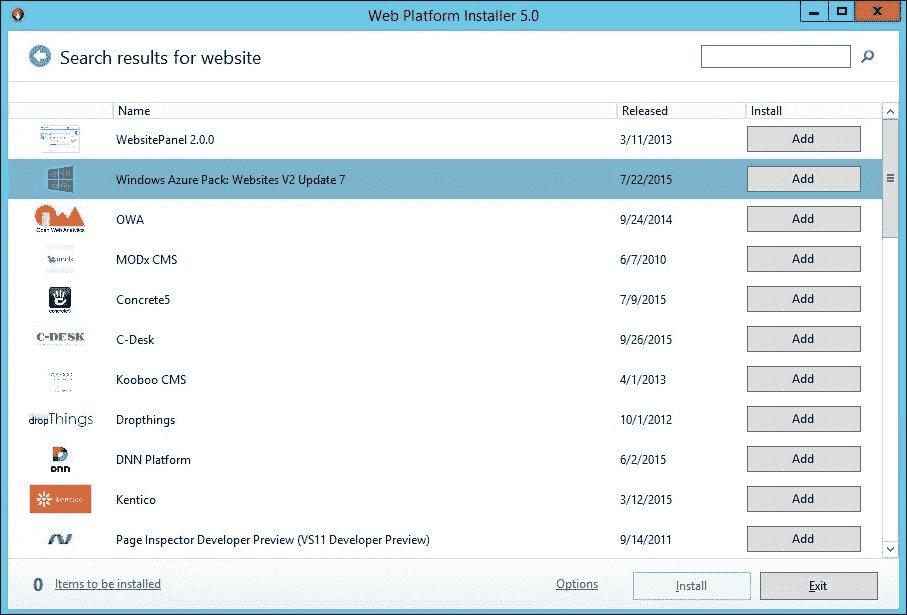 Web Platform Installer 5.0
Search results for website
Name Released Install
WebsitePanel 2.0.0 3/11/2013 Add
Windows Azure Pack: Websites V2 Update 7 7/22/2015 Add
Open Web Analytics
OWA 9/24/2014 Add
MODx CMS 6/7/2010 Add
concrete5
Concrete5 7/9/2015 Add
C-DESK
C-Desk 9/26/2015 Add
Kooboo CMS 4/1/2013 Add
dropThings
Dropthings 10/1/2012 Add
DNN
DNN Platform 6/2/2015 Add
Kentico
Kentico 3/12/2015 Add
Page Inspector Developer Preview (VS11 Developer Preview) 9/14/2011 Add
0 Items to be installed Options Install Exit